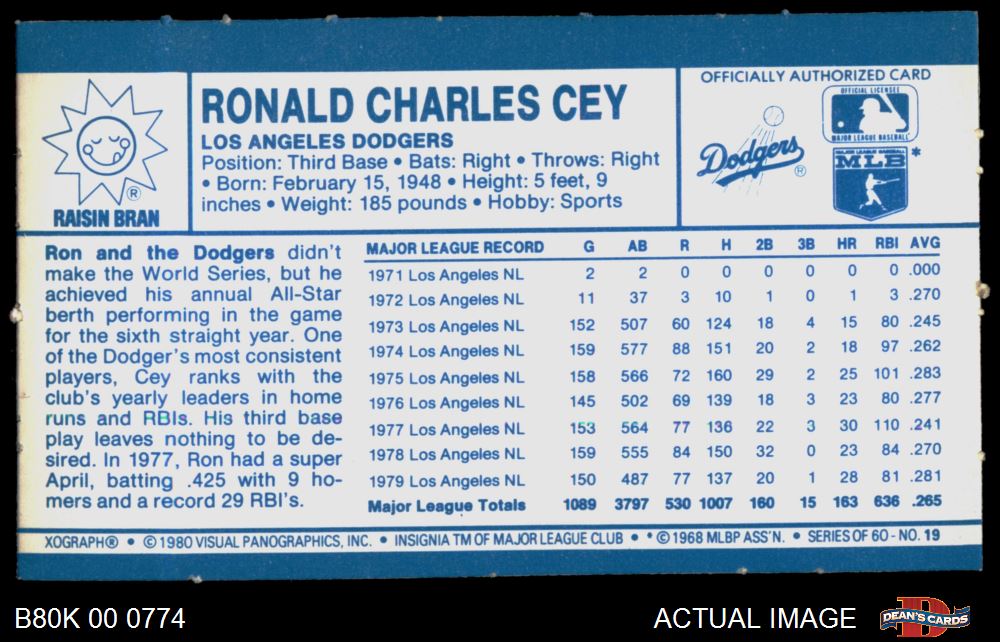 RONALD CHARLES CEY
LOS ANGELES DODGERS
Position: Third Base • Bats: Right • Throws: Right
• Born: February 15, 1948 • Height: 5 feet, 9
inches • Weight: 185 pounds • Hobby: Sports
®
RAISIN BRAN
OFFICIALLY AUTHORIZED CARD
Dodgers ®
OFFICIAL LICENSEE
MAJOR LEAGUE BASEBALL
MAJOR LEAGUE BASEBALL
MLB *
Ron and the Dodgers didn't
make the World Series, but he
achieved his annual All-Star
berth performing in the game
for the sixth straight year. One
of the Dodger's most consistent
players, Cey ranks with the
club's yearly leaders in home
runs and RBIs. His third base
play leaves nothing to be de-
sired. In 1977, Ron had a super
April, batting .425 with 9 ho-
mers and a record 29 RBI's.
MAJOR LEAGUE RECORD G AB R H 2B 3B HR RBI AVG
1971 Los Angeles NL 2 2 0 0 0 0 0 0 .000
1972 Los Angeles NL 11 37 3 10 1 0 1 3 .270
1973 Los Angeles NL 152 507 60 124 18 4 15 80 .245
1974 Los Angeles NL 159 577 88 151 20 2 18 97 .262
1975 Los Angeles NL 158 566 72 160 29 2 25 101 .283
1976 Los Angeles NL 145 502 69 139 18 3 23 80 .277
1977 Los Angeles NL 153 564 77 136 22 3 30 110 .241
1978 Los Angeles NL 159 555 84 150 32 0 23 84 .270
1979 Los Angeles NL 150 487 77 137 20 1 28 81 .281
Major League Totals 1089 3797 530 1007 160 15 163 636 .265
XOGRAPH® • © 1980 VISUAL PANOGRAPHICS, INC. • INSIGNIA TM OF MAJOR LEAGUE CLUB • * © 1968 MLBP ASS'N. • SERIES OF 60 - NO. 19
B80K 00 0774
ACTUAL IMAGE
DEAN'S CARDS